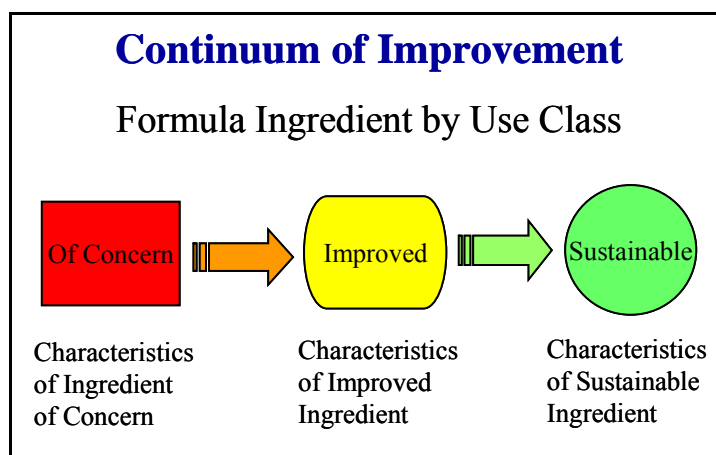 Continuum of Improvement
Formula Ingredient by Use Class
Of Concern
Improved
Sustainable
Characteristics
of Ingredient
of Concern
Characteristics
of Improved
Ingredient
Characteristics
of Sustainable
Ingredient